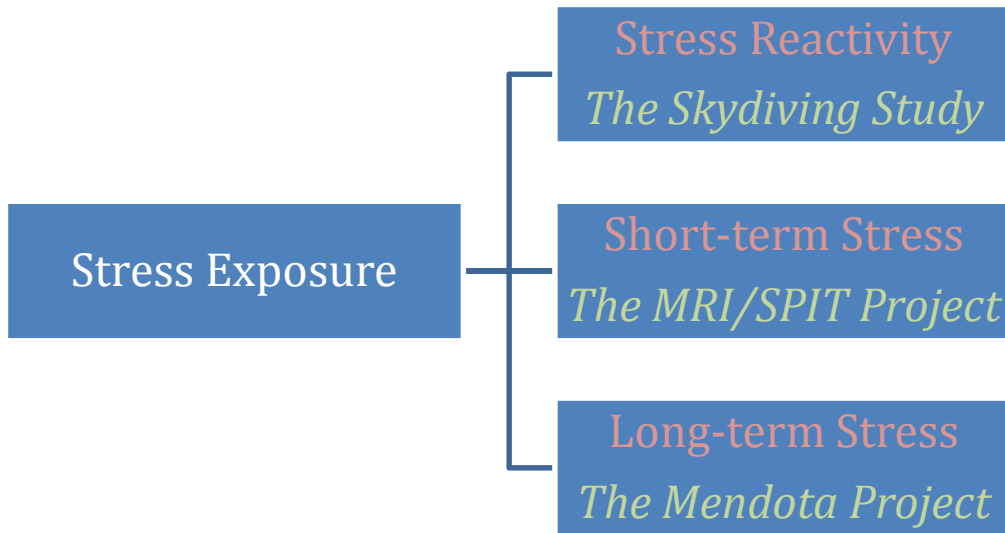 Stress Exposure
Stress Reactivity
The Skydiving Study
Short-term Stress
The MRI/SPIT Project
Long-term Stress
The Mendota Project